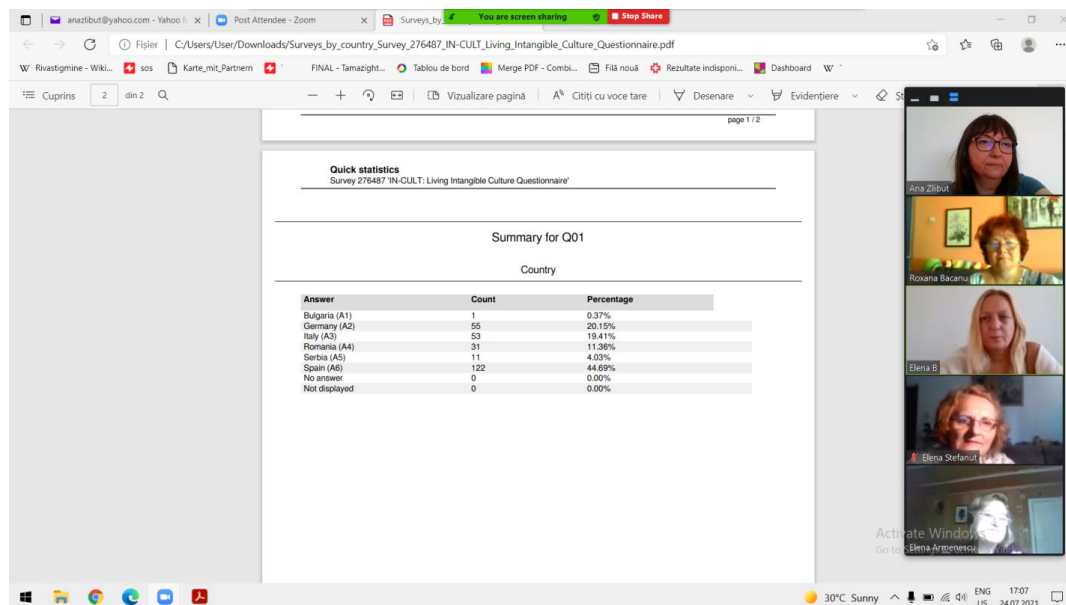 anazlibut@yahoo.com - Yahoo
Post Attendee - Zoom
Surveys_by_
You are screen sharing
Stop Share
Fișier
C:/Users/User/Downloads/Surveys_by_country_Survey_276487_IN-CULT_Living_Intangible_Culture_Questionnaire.pdf
W Rivastigmine - Wiki...
sos
Karte_mit_Partnern
FINAL - Tamazight...
Tablou de bord
Merge PDF - Combi...
Filă nouă
Rezultate indisponi...
Dashboard
W
Cuprins
2 din 2
Vizualizare pagină
Citiți cu voce tare
Desenare
Evidențiere
page 1 / 2
Quick statistics
Survey 276487 'IN-CULT: Living Intangible Culture Questionnaire'
Summary for Q01
Country
Answer Count Percentage
Bulgaria (A1) 1 0.37%
Germany (A2) 55 20.15%
Italy (A3) 53 19.41%
Romania (A4) 31 11.36%
Serbia (A5) 11 4.03%
Spain (A6) 122 44.69%
No answer 0 0.00%
Not displayed 0 0.00%
Ana Zlibut
Roxana Bacanu
Elena B
Elena Stefanut
Elena Armenescu
Activate Windows
Go to
30°C Sunny
ENG
US
17:07
24.07.2021